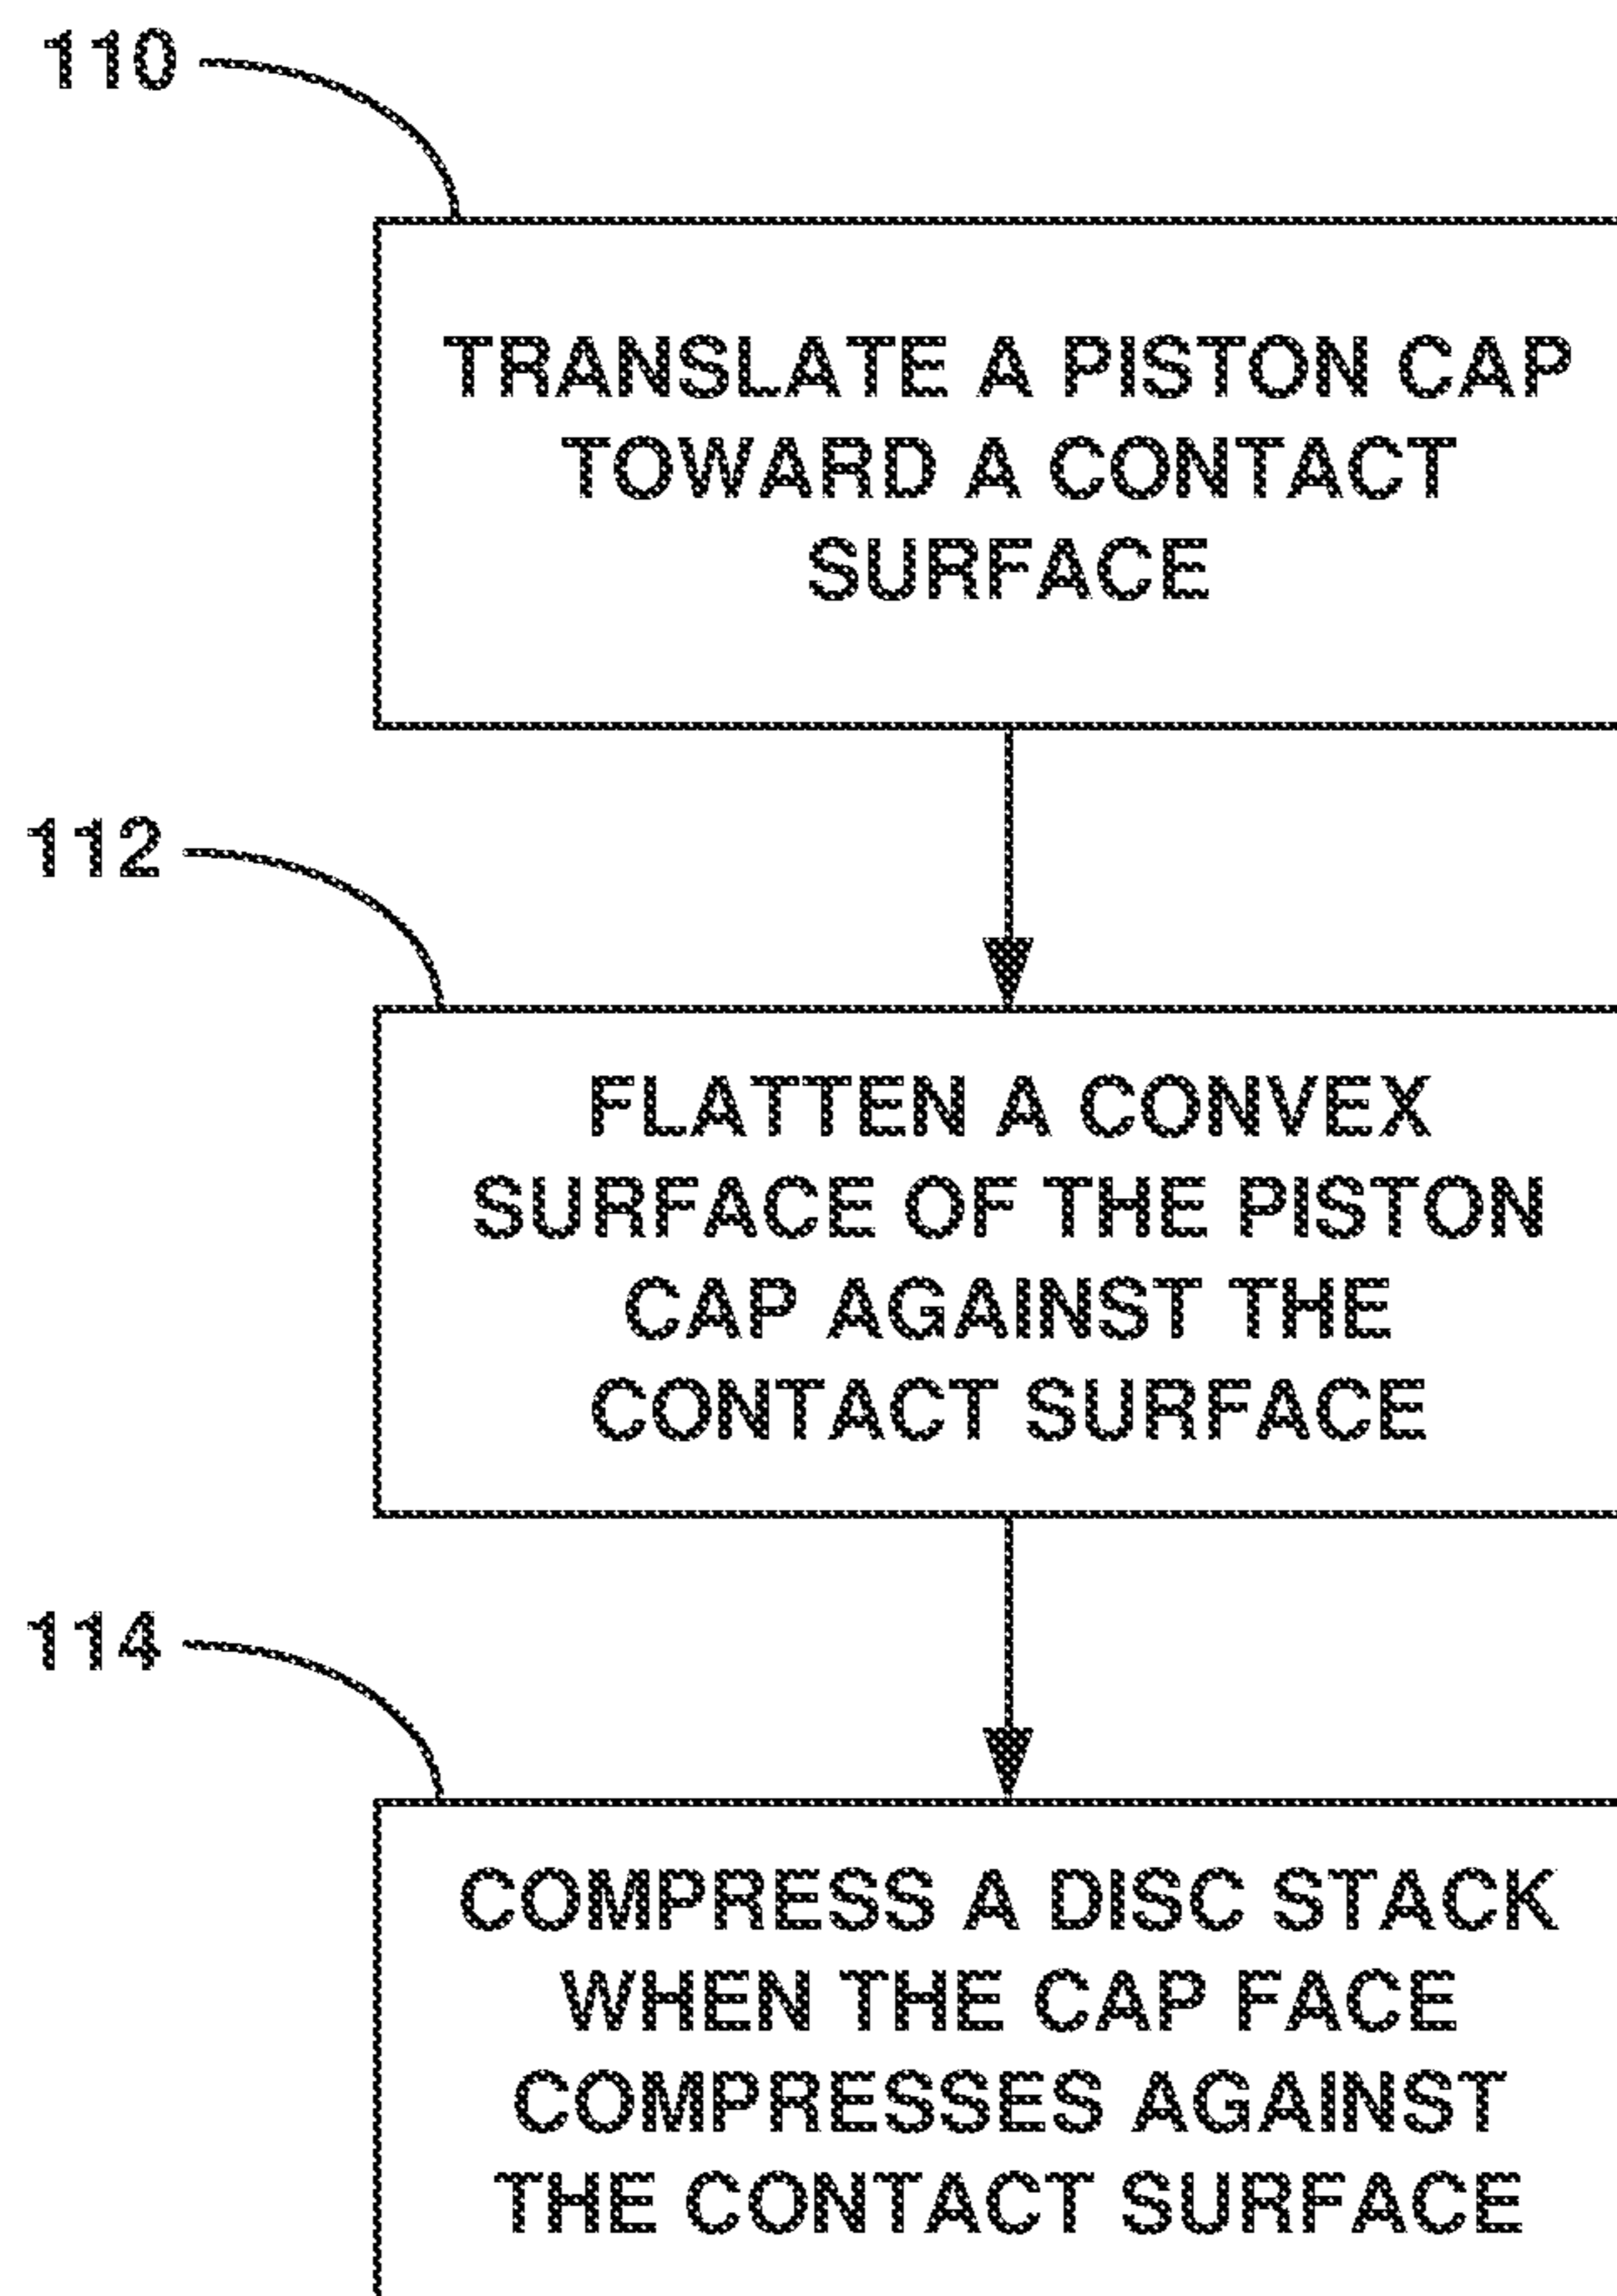 110
TRANSLATE A PISTON CAP
TOWARD A CONTACT
SURFACE
112
FLATTEN A CONVEX
SURFACE OF THE PISTON
CAP AGAINST THE
CONTACT SURFACE
114
COMPRESS A DISC STACK
WHEN THE CAP FACE
COMPRESSES AGAINST
THE CONTACT SURFACE